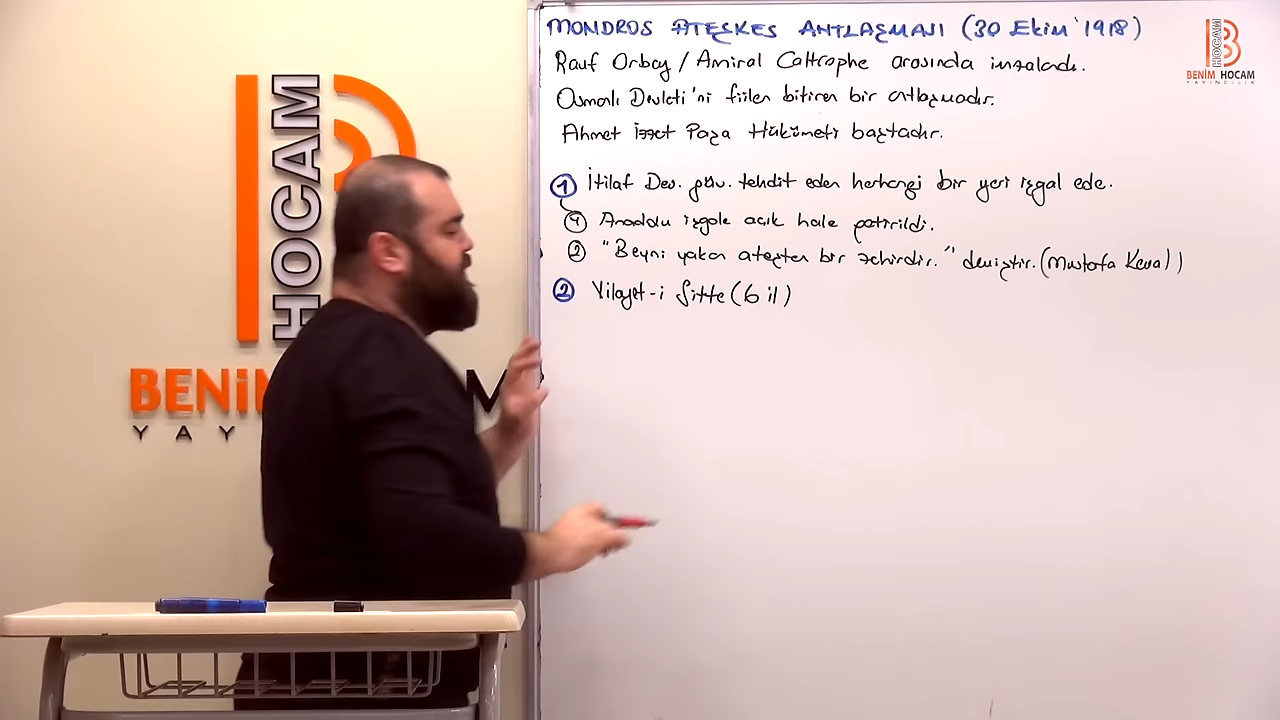 MONDROS ATEŞKES ANTLAŞMASI (30 Ekim 1918)
Rauf Orbay / Amiral Caltrophe arasında imzalandı.
Osmanlı Devleti'ni fiilen bitiren bir antlaşmadır.
Ahmet İzzet Paşa Hükümeti baştadır.
1 İtilaf Dev. güv. tehdit eden herhangi bir yeri işgal ede.
Anadolu işgale açık hale getirildi.
2 "Beyni yakan ateşten bir zehirdir." demiştir. (Mustafa Kemal)
2 Vilayet-i Sitte (6 il)
HOCAM
BENİM
YAY
M
HOCAM
BENİM HOCAM
YAYINCILIK